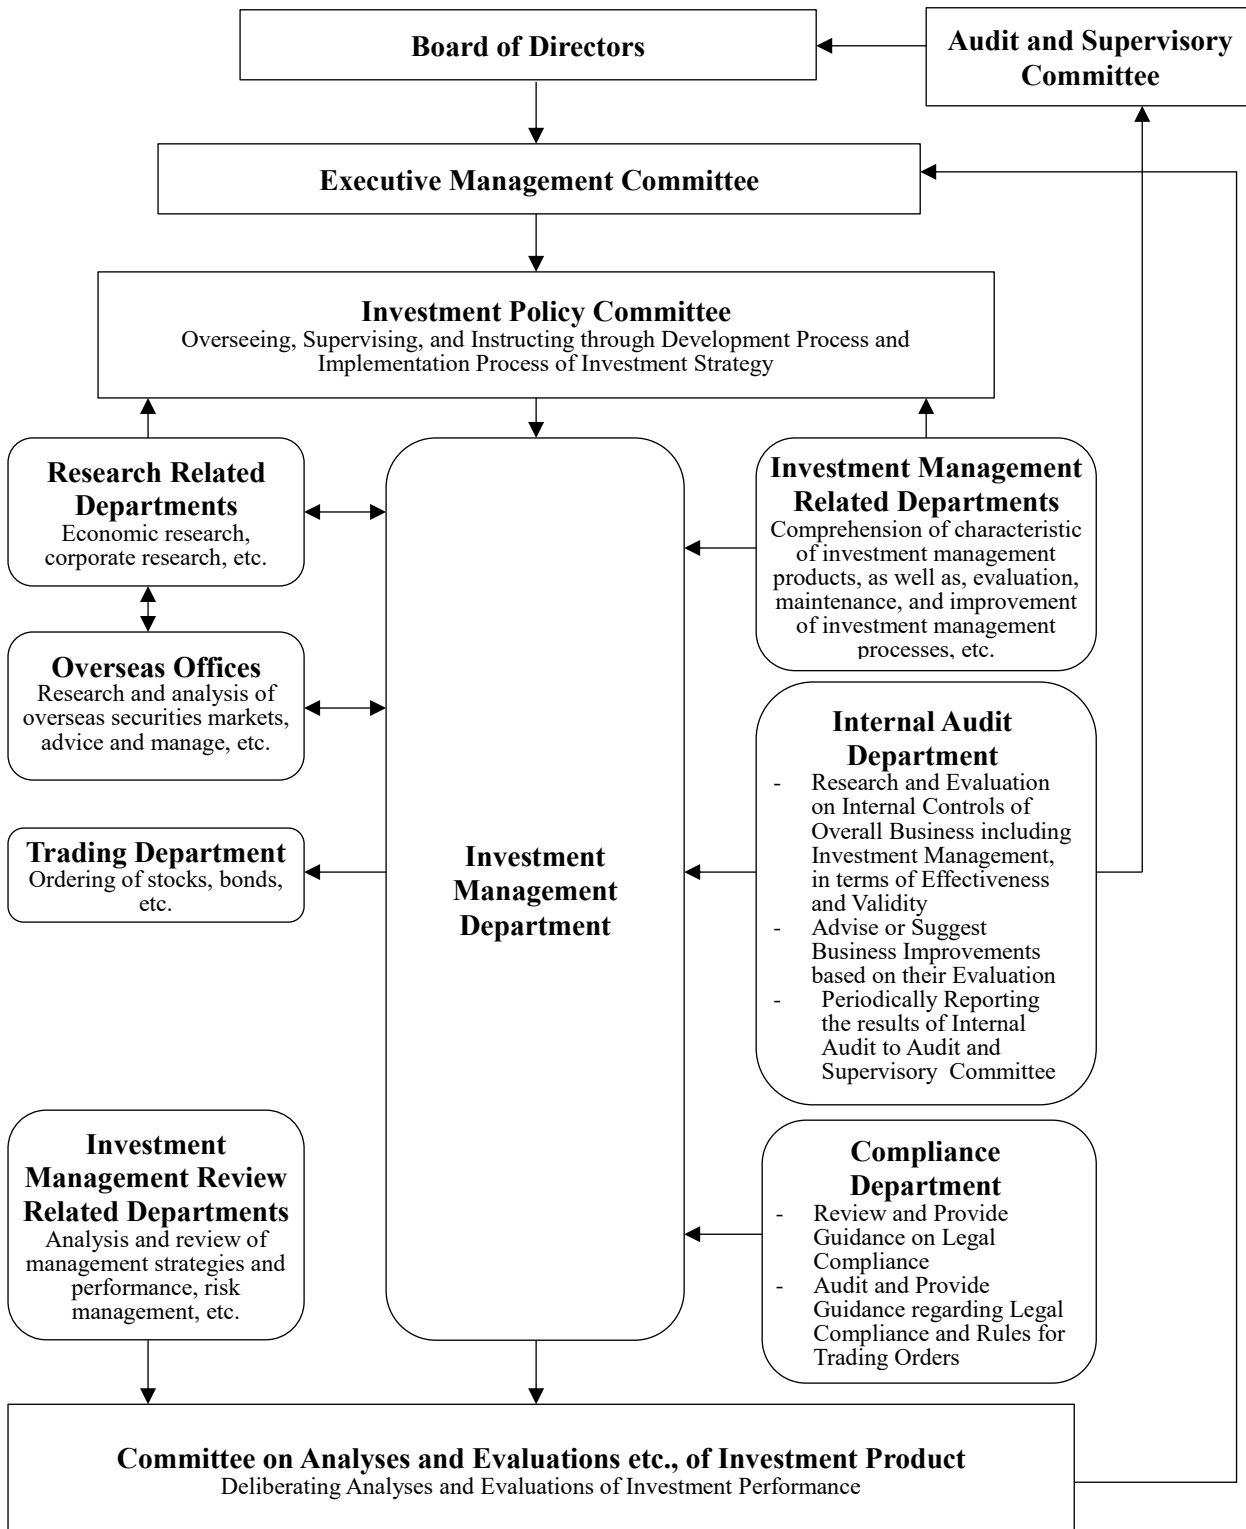 Board of Directors
Audit and Supervisory
Committee
Executive Management Committee
Investment Policy Committee
Overseeing, Supervising, and Instructing through Development Process and
Implementation Process of Investment Strategy
Research Related
Departments
Economic research,
corporate research, etc.
Investment Management
Related Departments
Comprehension of characteristic
of investment management
products, as well as, evaluation,
maintenance, and improvement
of investment management
processes, etc.
Overseas Offices
Research and analysis of
overseas securities markets,
advice and manage, etc.
Trading Department
Ordering of stocks, bonds,
etc.
Investment
Management
Department
Internal Audit
Department
- Research and Evaluation
on Internal Controls of
Overall Business including
Investment Management,
in terms of Effectiveness
and Validity
- Advise or Suggest
Business Improvements
based on their Evaluation
- Periodically Reporting
the results of Internal
Audit to Audit and
Supervisory Committee
Investment
Management Review
Related Departments
Analysis and review of
management strategies and
performance, risk
management, etc.
Compliance
Department
- Review and Provide
Guidance on Legal
Compliance
- Audit and Provide
Guidance regarding Legal
Compliance and Rules for
Trading Orders
Committee on Analyses and Evaluations etc., of Investment Product
Deliberating Analyses and Evaluations of Investment Performance